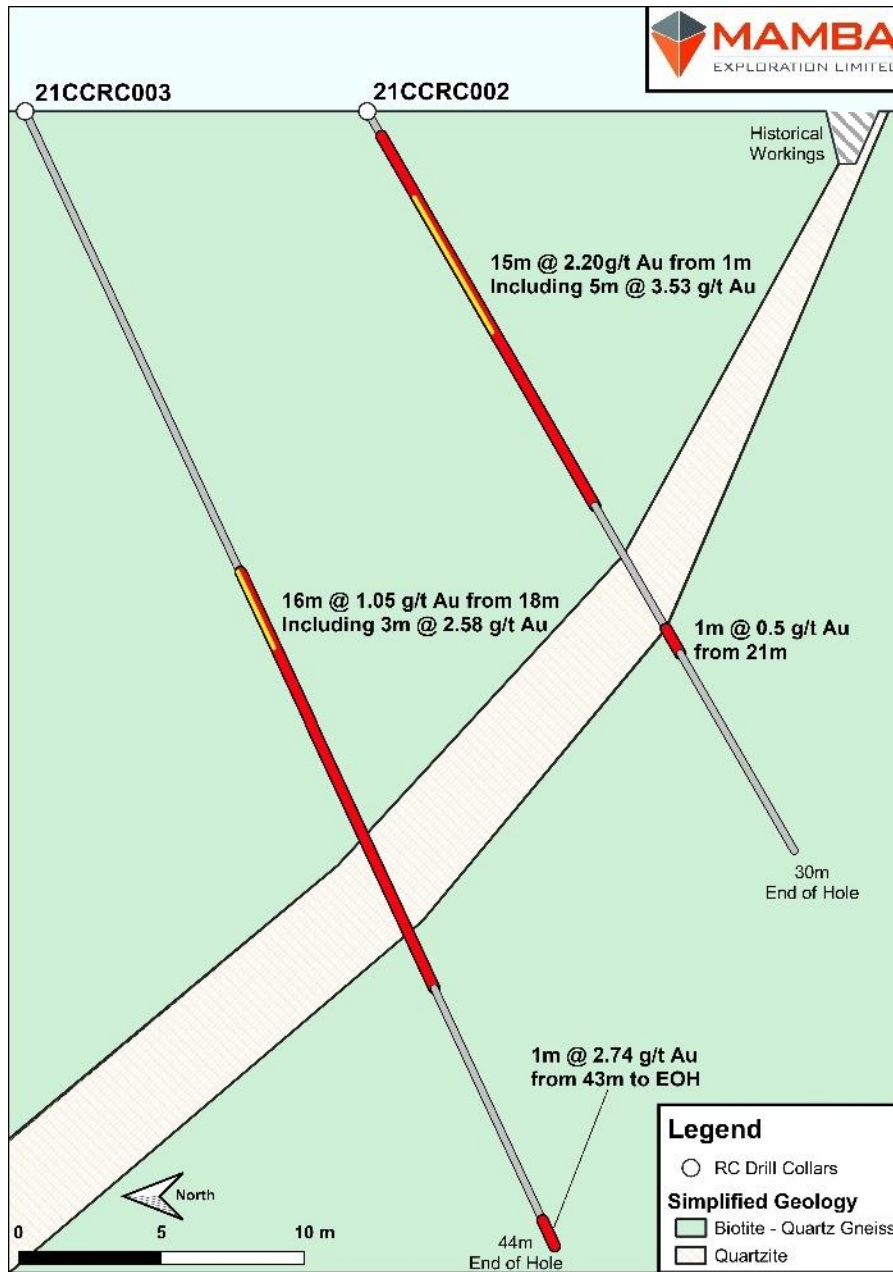 MAMBA
EXPLORATION LIMITED
21CCRC003
21CCRC002
Historical
Workings
15m @ 2.20g/t Au from 1m
Including 5m @ 3.53 g/t Au
16m @ 1.05 g/t Au from 18m
Including 3m @ 2.58 g/t Au
1m @ 0.5 g/t Au
from 21m
30m
End of Hole
1m @ 2.74 g/t Au
from 43m to EOH
Legend
RC Drill Collars
Simplified Geology
Biotite - Quartz Gneiss
Quartzite
North
0 5 10 m
44m
End of Hole